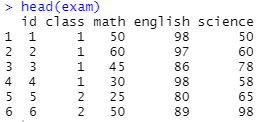 > head(exam)
  id class math english science
1  1     1   50      98      50
2  2     1   60      97      60
3  3     1   45      86      78
4  4     1   30      98      58
5  5     2   25      80      65
6  6     2   50      89      98